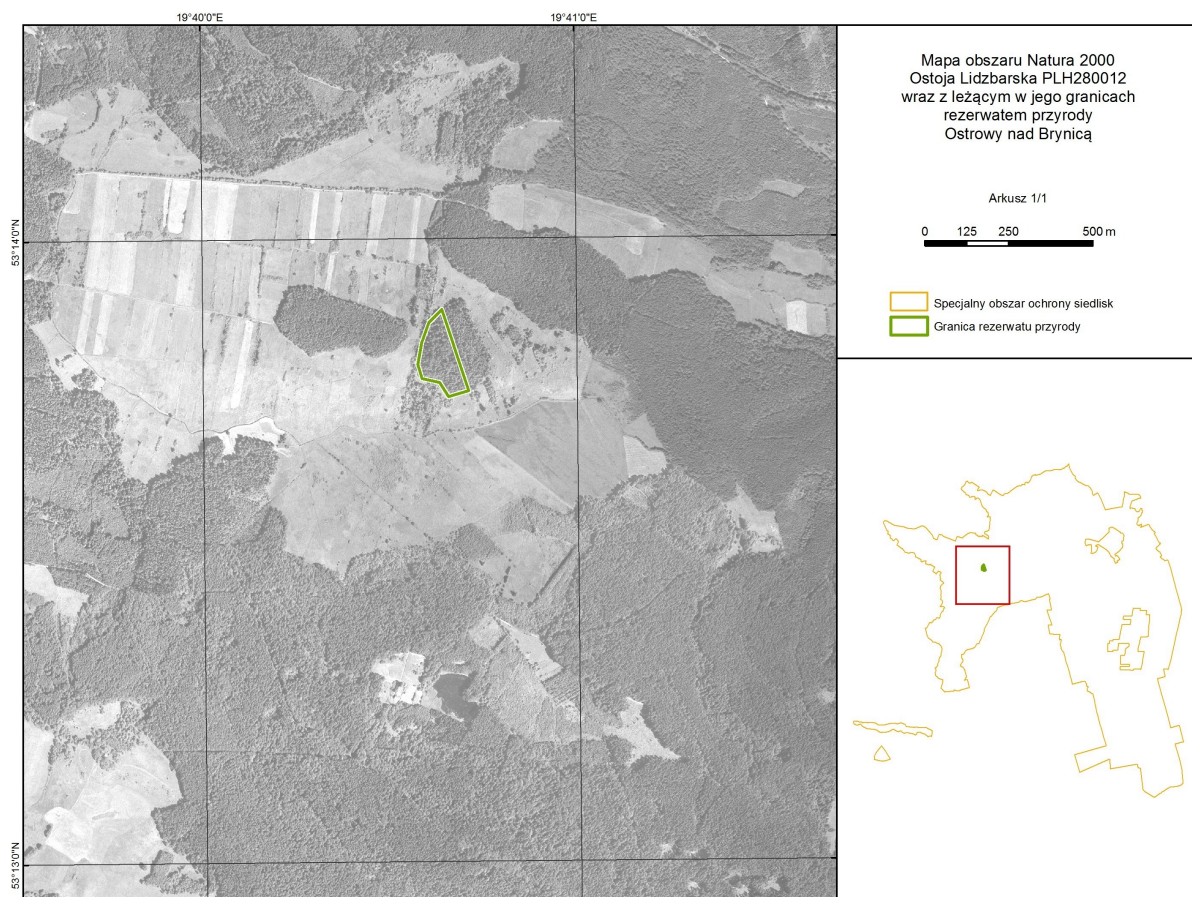 19°40'0"E
19°41'0"E
53°14'0"N
53°13'0"N
Mapa obszaru Natura 2000
Ostoja Lidzbarska PLH280012
wraz z leżącym w jego granicach
rezerwatem przyrody
Ostrowy nad Brynicą
Arkusz 1/1
0 125 250 500 m
Specjalny obszar ochrony siedlisk
Granica rezerwatu przyrody